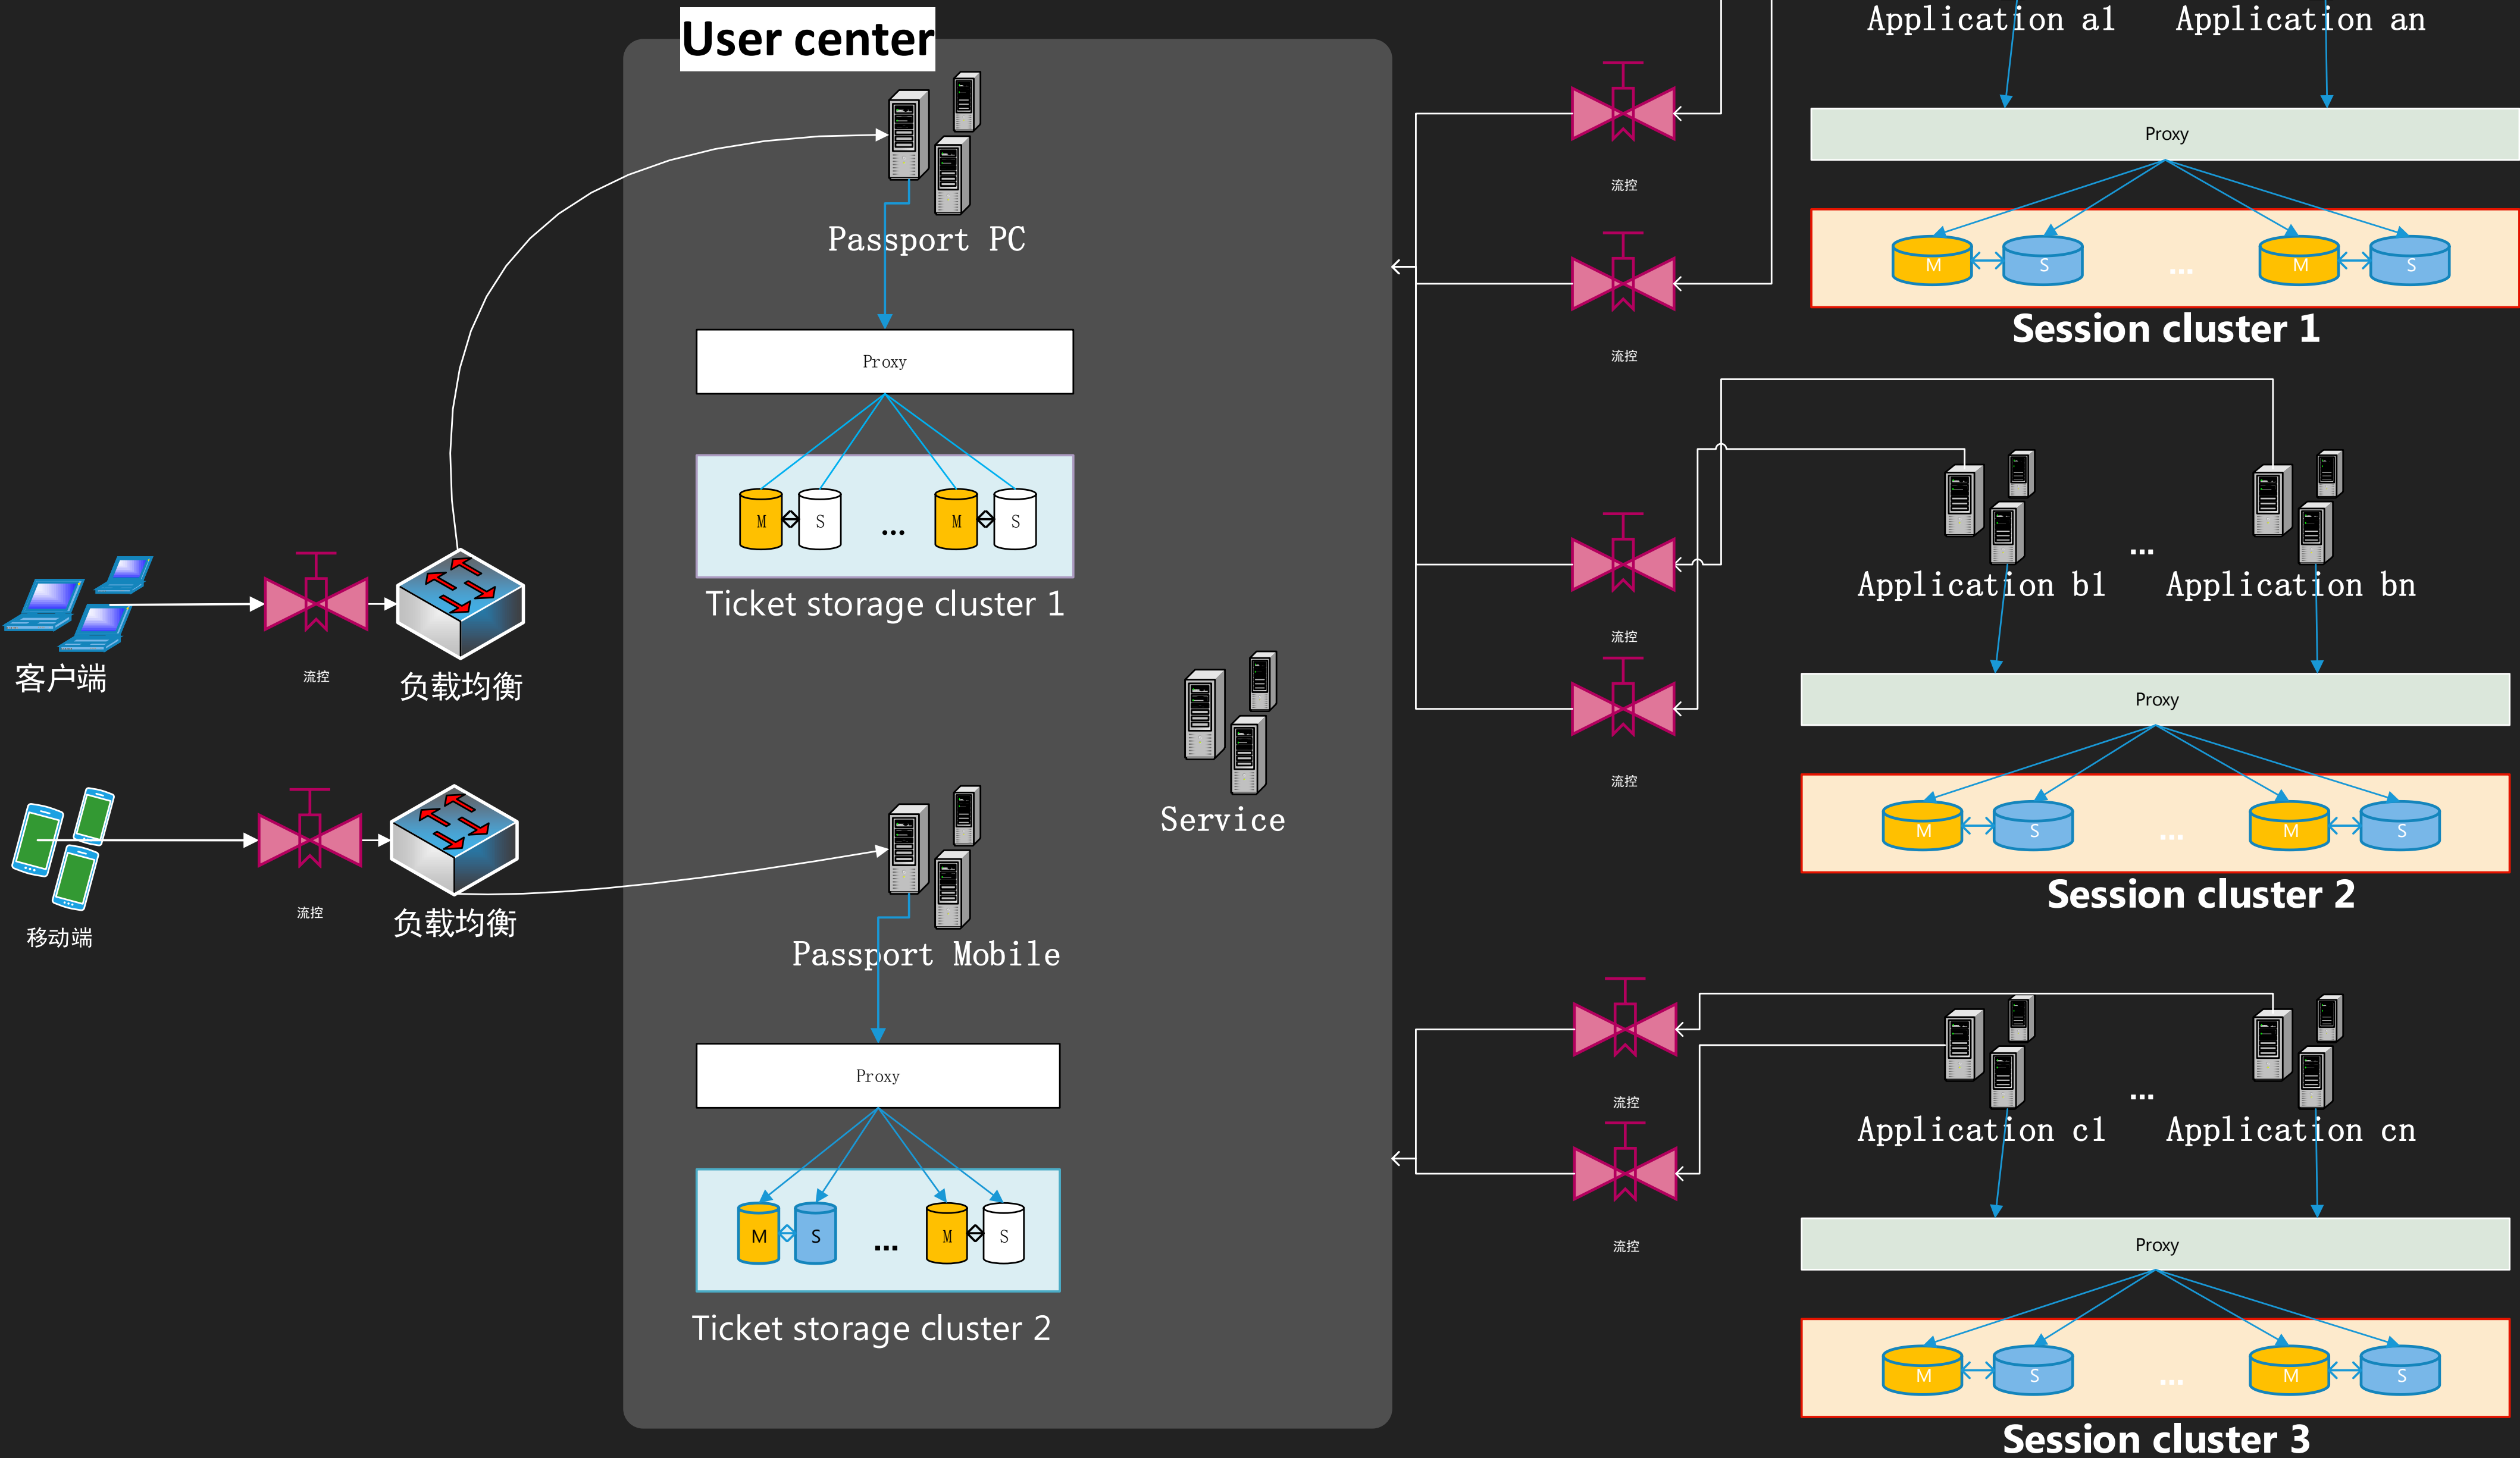 User center
Application a1
Application an
Proxy
流控
Passport PC
M
S
...
M
S
Session cluster 1
流控
Proxy
M
S
...
M
S
Ticket storage cluster 1
...
Application b1
Application bn
客户端
流控
负载均衡
流控
Proxy
Service
流控
M
S
...
M
S
Session cluster 2
移动端
流控
负载均衡
Passport Mobile
Proxy
流控
...
Application c1
Application cn
M
S
...
M
S
流控
Proxy
Ticket storage cluster 2
M
S
...
M
S
Session cluster 3